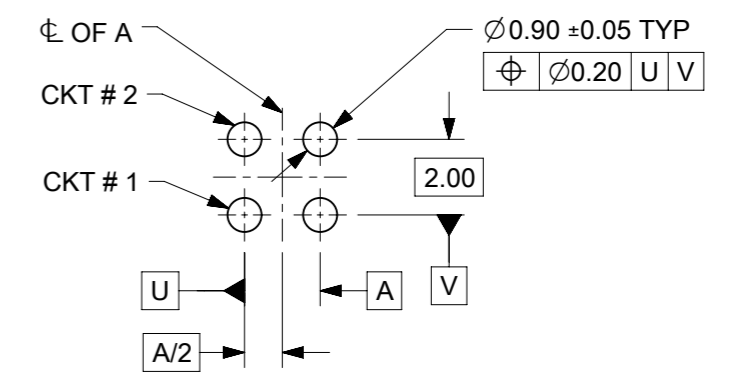 ℄ OF A
∅0.90 ±0.05 TYP
⌖ ∅0.20 U V
CKT # 2
CKT # 1
2.00
U
A
V
A/2